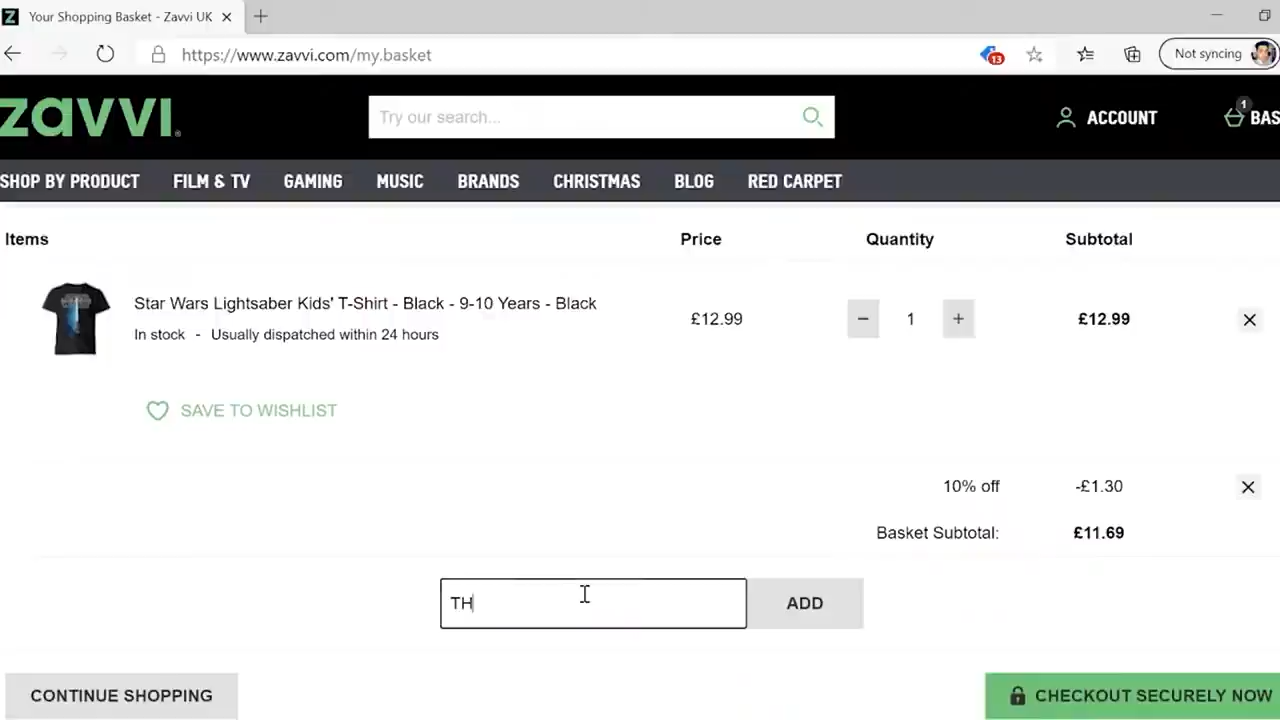 Your Shopping Basket - Zavvi UK
https://www.zavvi.com/my.basket
13
Not syncing
zavvi
Try our search...
ACCOUNT
1
BAS
SHOP BY PRODUCT FILM & TV GAMING MUSIC BRANDS CHRISTMAS BLOG RED CARPET
Items Price Quantity Subtotal
Star Wars Lightsaber Kids' T-Shirt - Black - 9-10 Years - Black
In stock - Usually dispatched within 24 hours
£12.99
1
£12.99
SAVE TO WISHLIST
10% off -£1.30
Basket Subtotal: £11.69
TH
ADD
CONTINUE SHOPPING
CHECKOUT SECURELY NOW